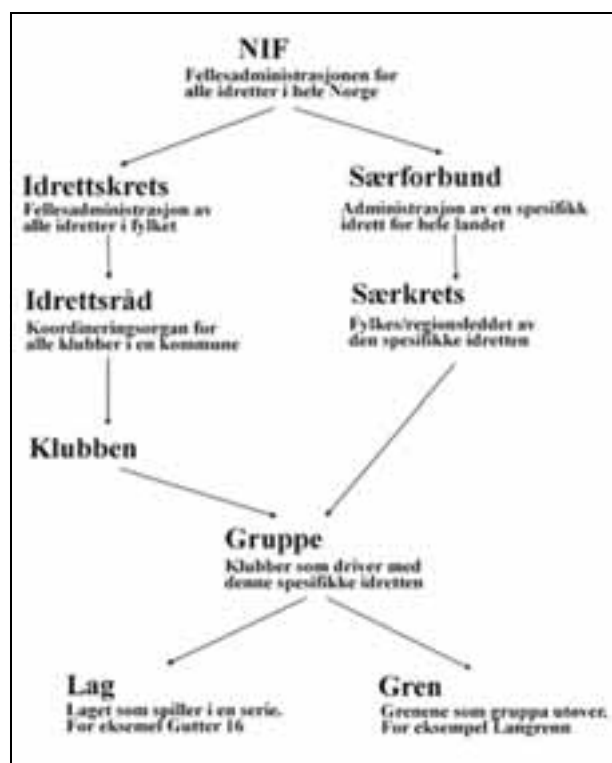 NIF
Fellesadministrasjonen for
alle idretter i hele Norge
Idrettskrets
Fellesadministrasjon av
alle idretter i fylket
Særforbund
Administrasjon av en spesifikk
idrett for hele landet
Idrettsråd
Koordineringsorgan for
alle klubber i en kommune
Særkrets
Fylkes/regionsleddet av
den spesifikke idretten
Klubben
Gruppe
Klubber som driver med
denne spesifikke idretten
Lag
Laget som spiller i en serie.
For eksemel Gutter 16
Gren
Grenene som gruppa utøver.
For eksempel Langrenn